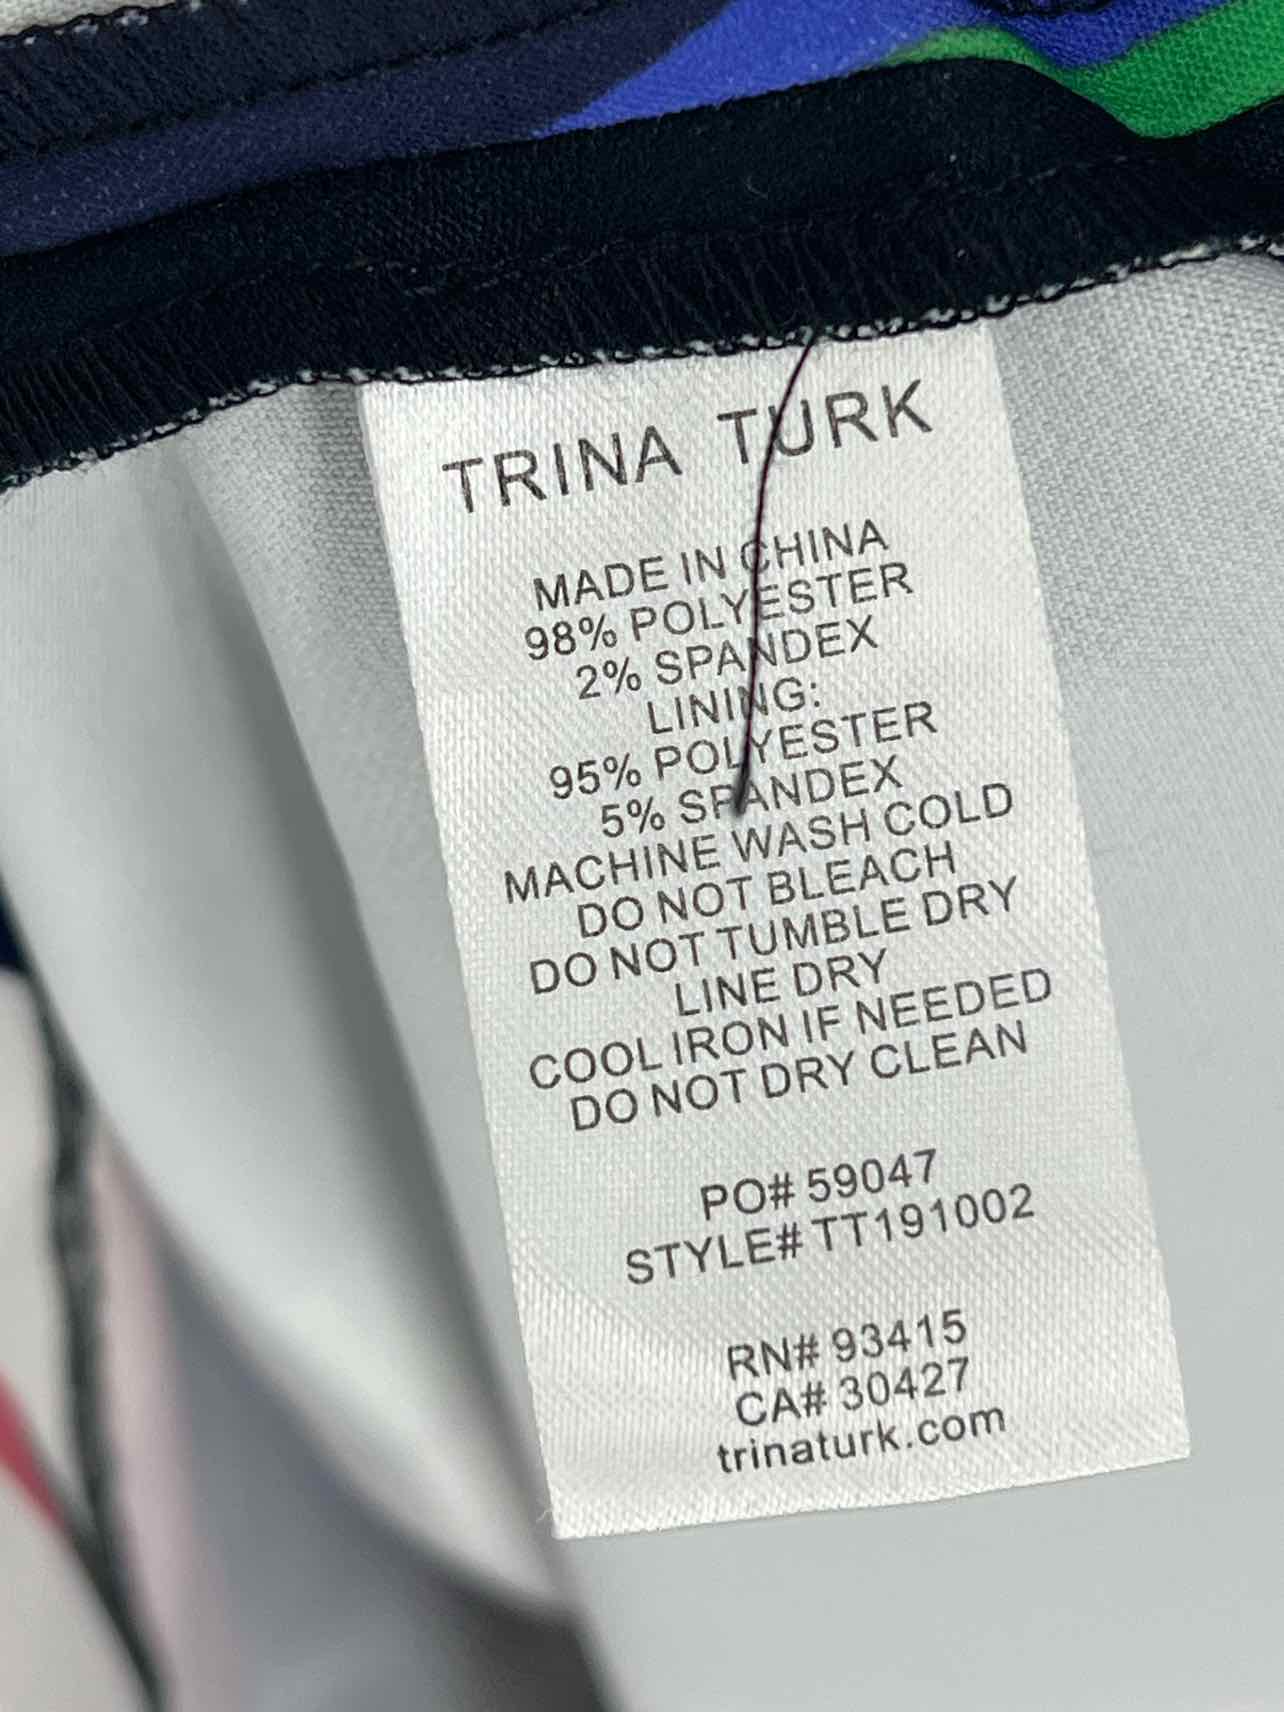 TRINA TURK
MADE IN CHINA
98% POLYESTER
2% SPANDEX
LINING:
95% POLYESTER
5% SPANDEX
MACHINE WASH COLD
DO NOT BLEACH
DO NOT TUMBLE DRY
LINE DRY
COOL IRON IF NEEDED
DO NOT DRY CLEAN
PO# 59047
STYLE# TT191002
RN# 93415
CA# 30427
trinaturk.com